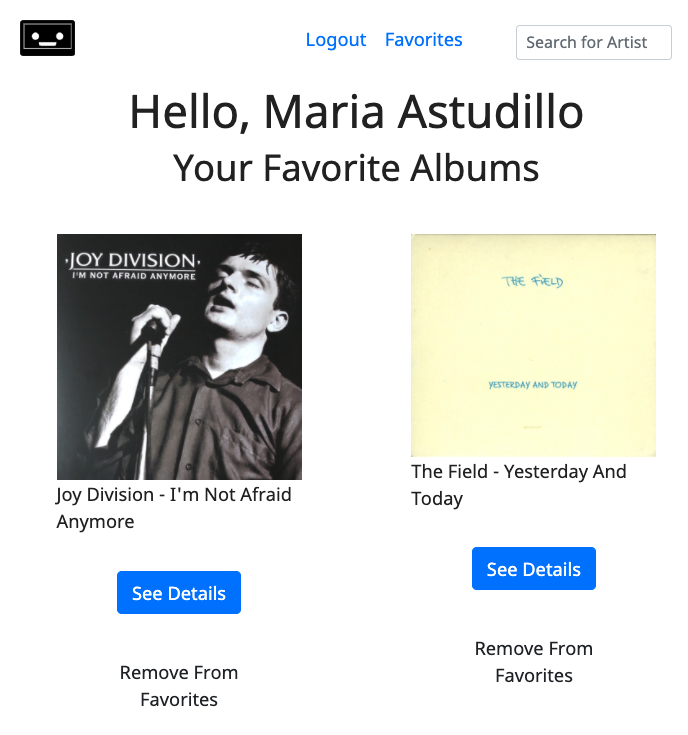 Logout Favorites Search for Artist
Hello, Maria Astudillo
Your Favorite Albums
JOY DIVISION
I'M NOT AFRAID ANYMORE
THE FiELD
YESTERDAY AND TODAY
Joy Division - I'm Not Afraid
Anymore
See Details
Remove From
Favorites
The Field - Yesterday And
Today
See Details
Remove From
Favorites